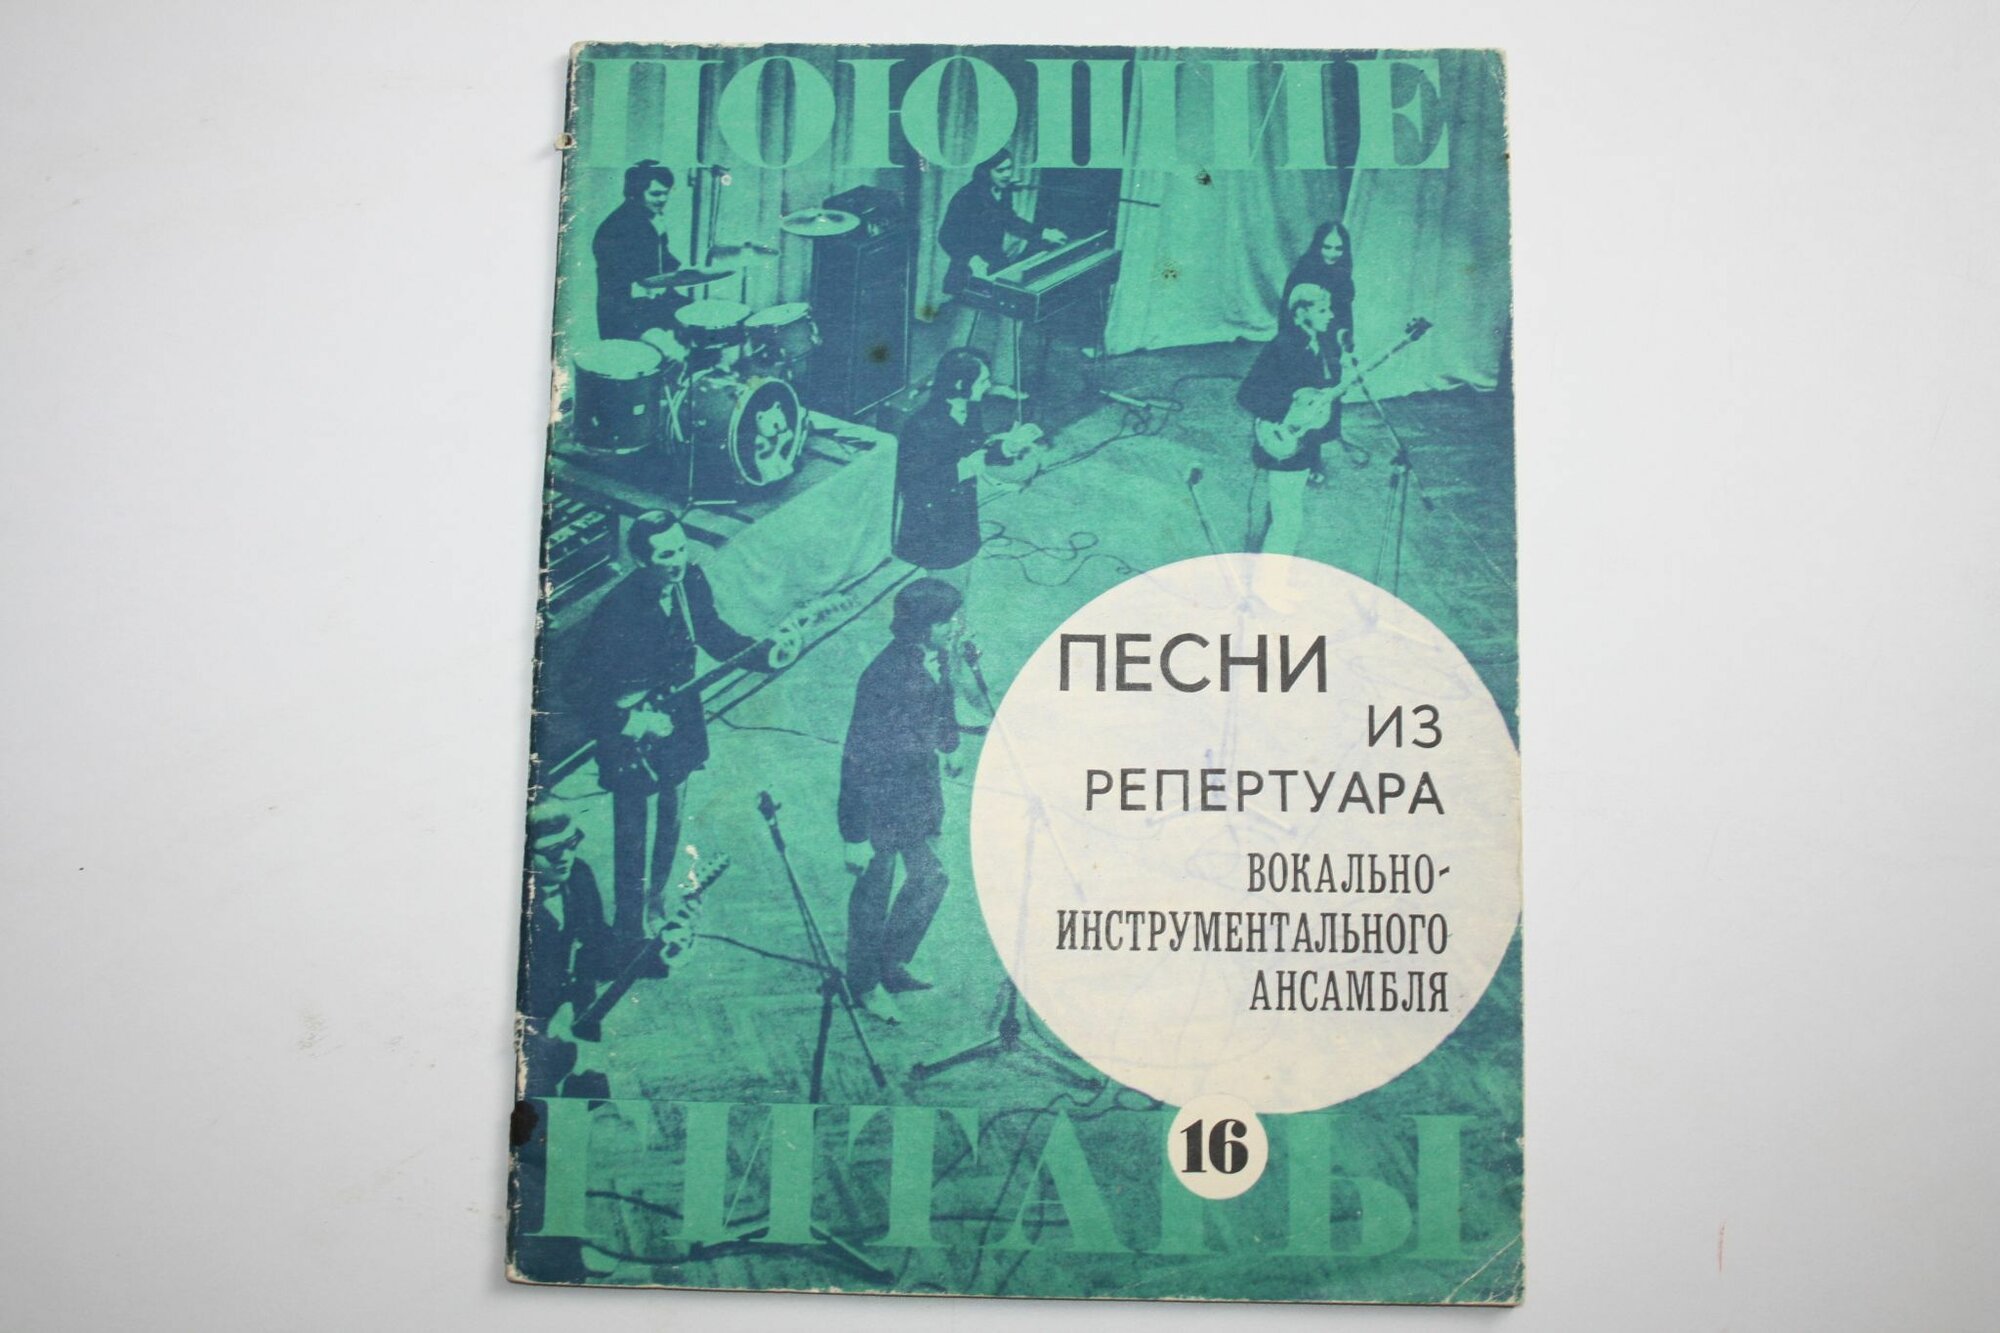 ПОЮЩИЕ
ПЕСНИ
ИЗ
РЕПЕРТУАРА
ВОКАЛЬНО-
ИНСТРУМЕНТАЛЬНОГО
АНСАМБЛЯ
16
ГИТАРЫ